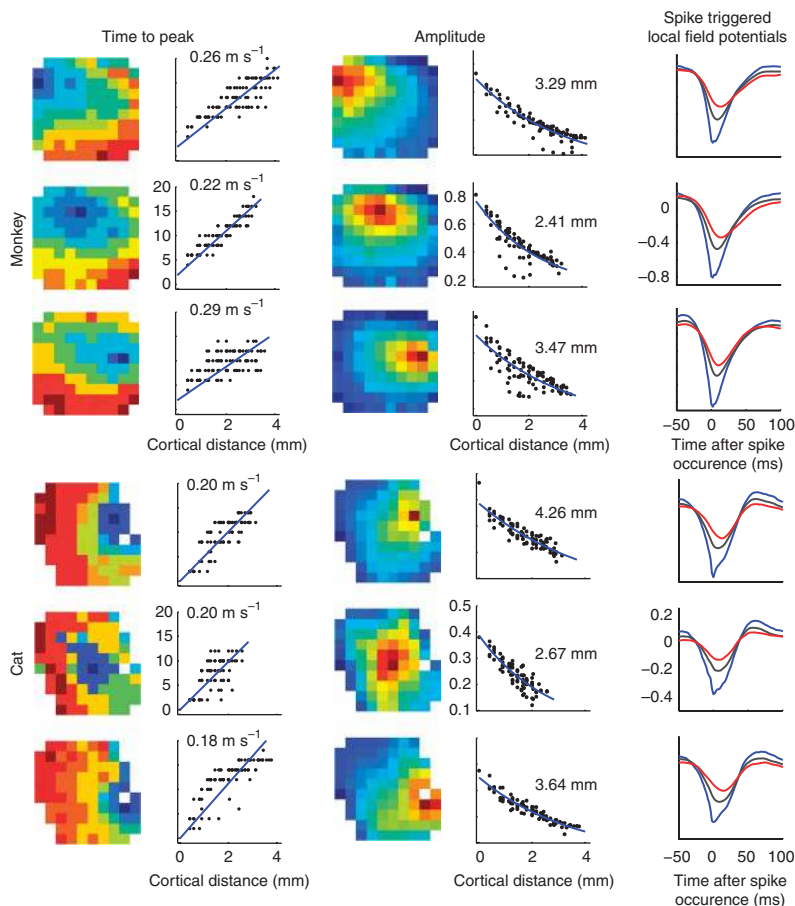 Time to peak
Amplitude
Spike triggered
local field potentials
Monkey
0.26 m s⁻¹
3.29 mm
0.22 m s⁻¹
20
15
10
5
0
0.8
0.6
0.4
0.2
2.41 mm
0
−0.4
−0.8
0.29 m s⁻¹
3.47 mm
0 2 4
0 2 4
−50 0 50 100
Cortical distance (mm)
Cortical distance (mm)
Time after spike
occurence (ms)
Cat
0.20 m s⁻¹
4.26 mm
0.20 m s⁻¹
20
15
10
5
0
0.5
0.4
0.3
0.2
0.1
2.67 mm
0.2
0
−0.2
−0.4
0.18 m s⁻¹
3.64 mm
0 2 4
0 2 4
−50 0 50 100
Cortical distance (mm)
Cortical distance (mm)
Time after spike
occurence (ms)